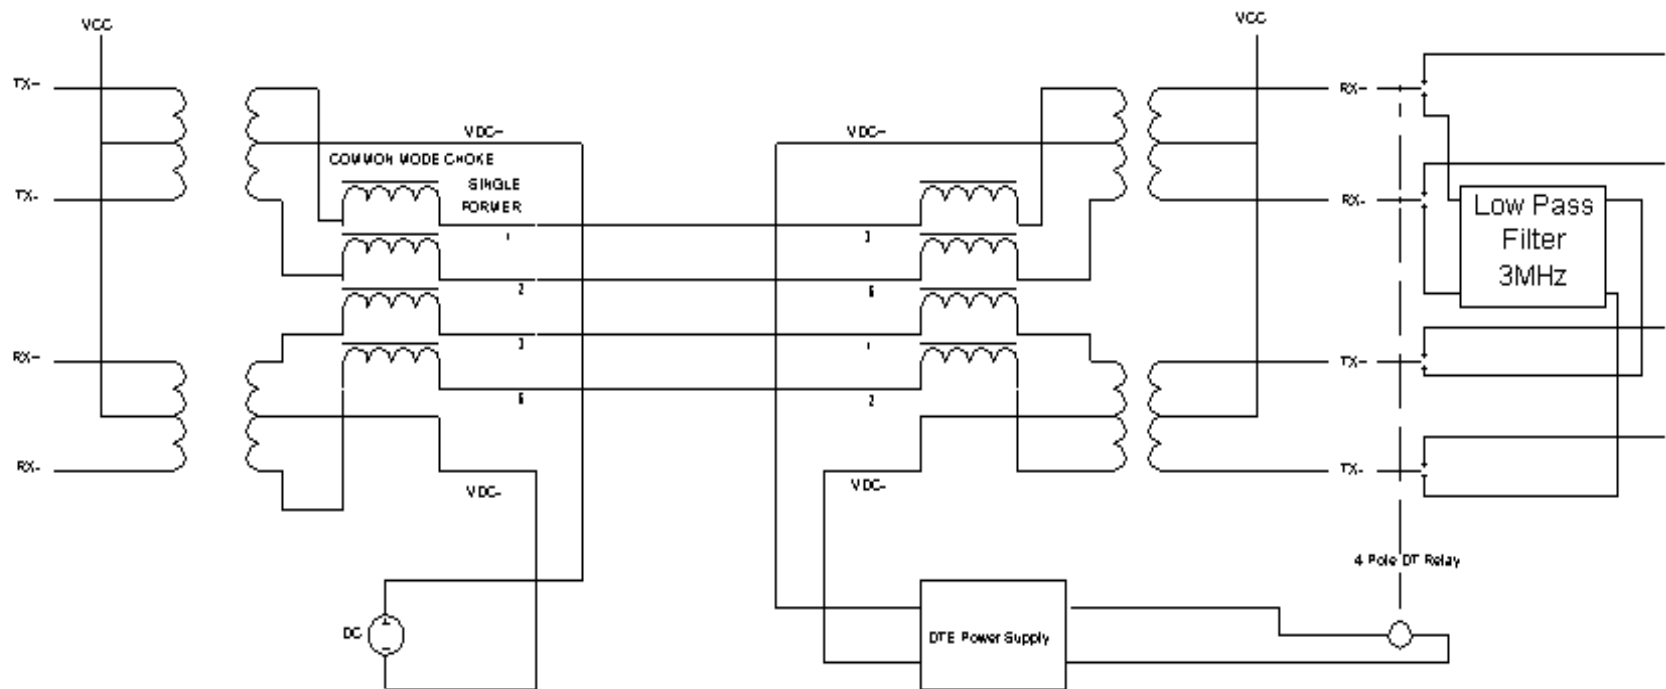 VCC
VCC
TX-
RX-
VDC-
VDC-
COMMON MODE CHOKE
SINGLE
FORMER
TX-
RX-
Low Pass
Filter
3MHz
1
3
2
6
3
1
RX-
TX-
6
2
RX-
TX-
VDC-
VDC-
4 Pole DT Relay
DC
DTE Power Supply